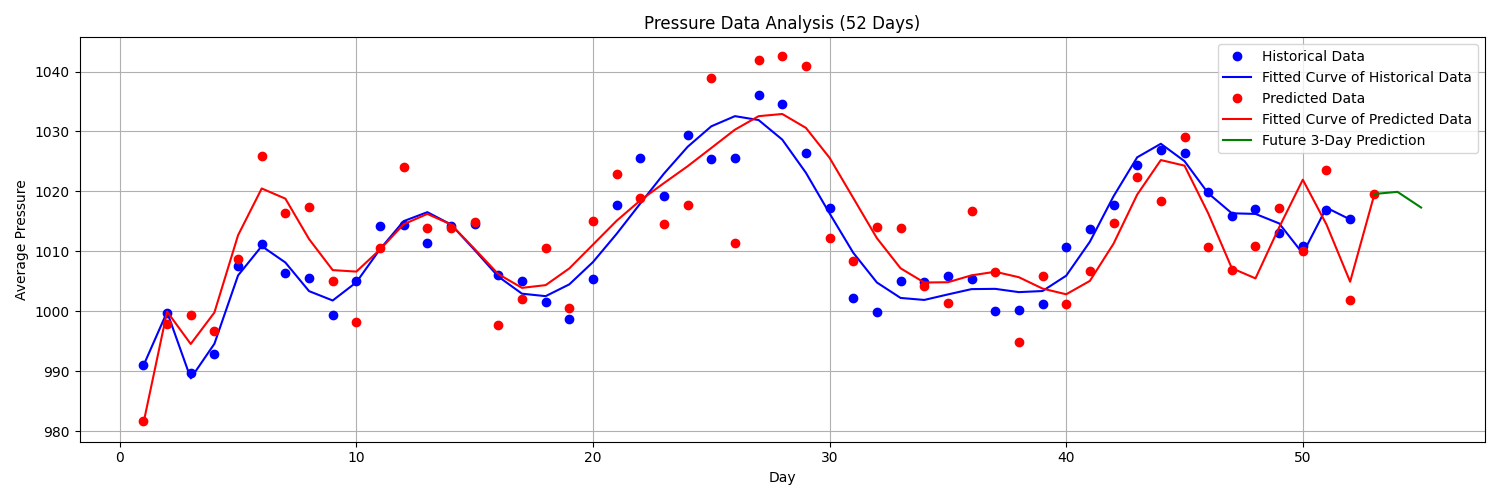 Pressure Data Analysis (52 Days)
Historical Data
Fitted Curve of Historical Data
Predicted Data
Fitted Curve of Predicted Data
Future 3-Day Prediction
Average Pressure
1040
1030
1020
1010
1000
990
980
0 10 20 30 40 50
Day